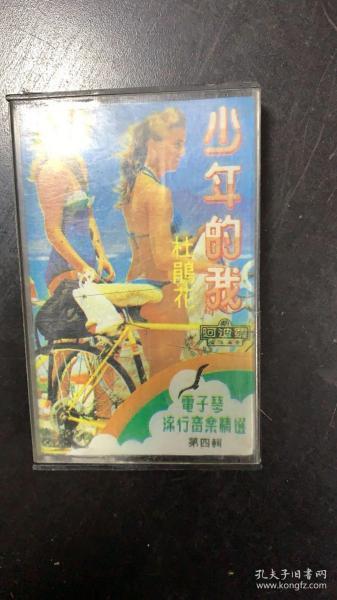 少年的我
杜鵑花
阿波羅
電子琴
流行音樂精選
第四輯
孔夫子旧书网
www.kongfz.com